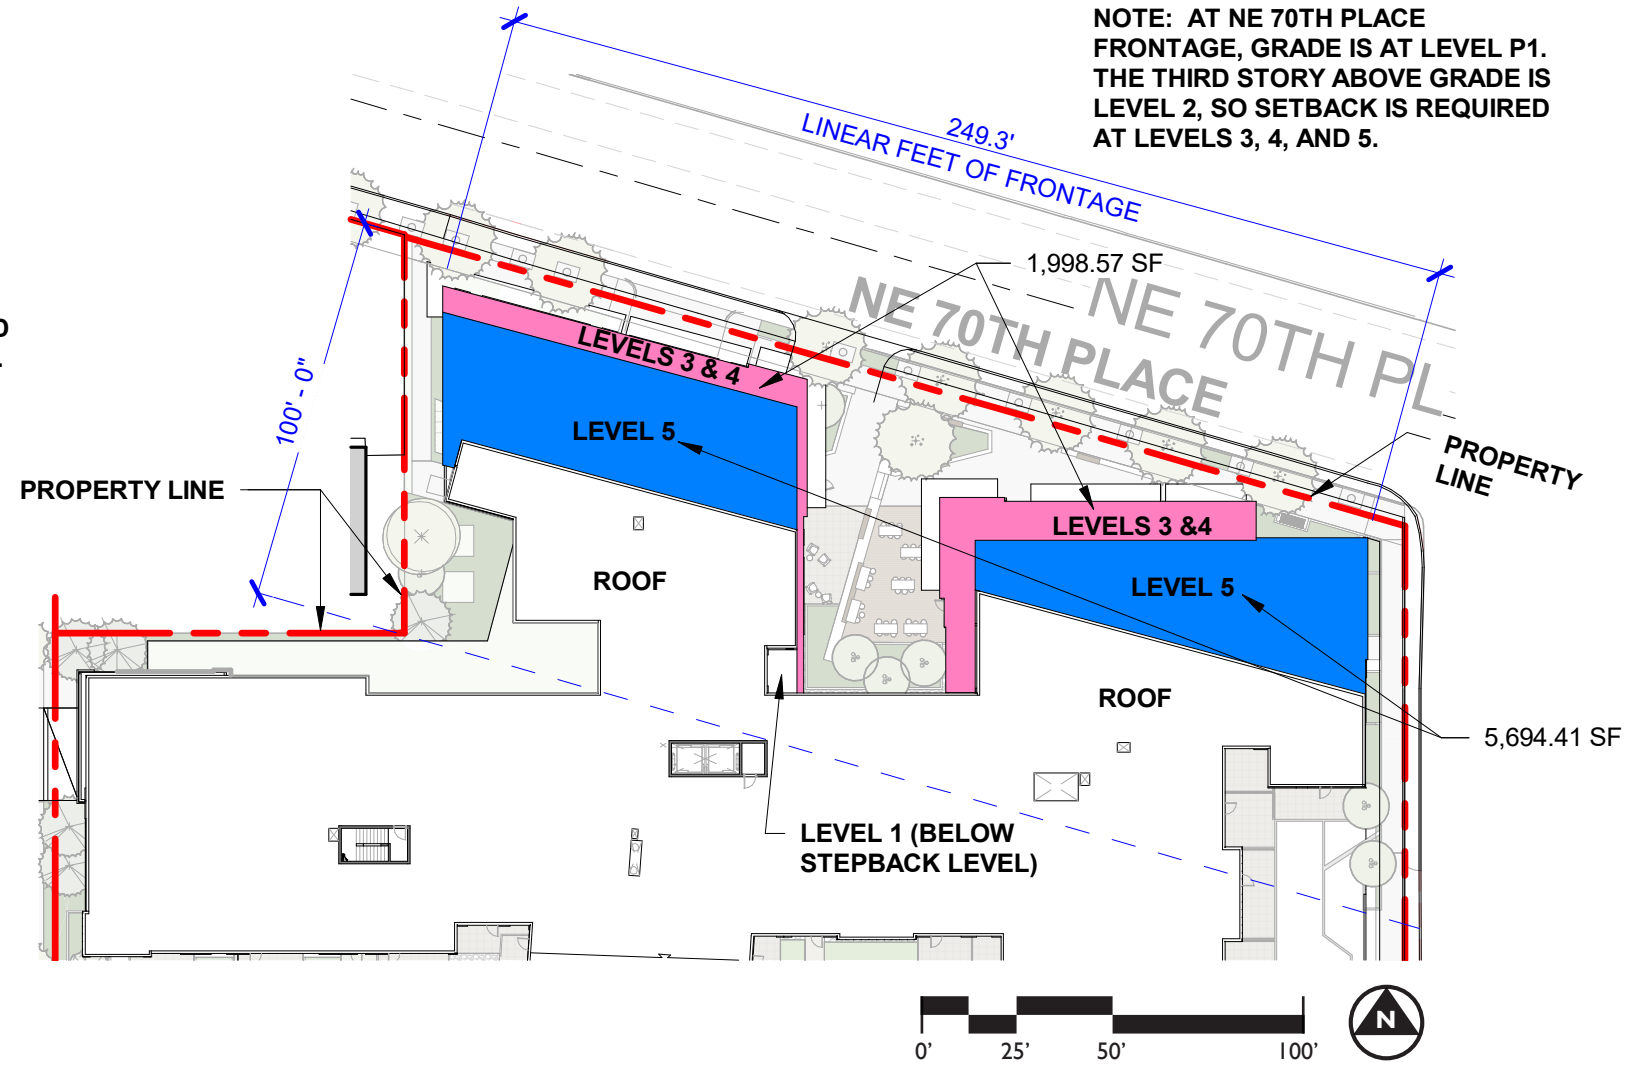 NOTE: AT NE 70TH PLACE
FRONTAGE, GRADE IS AT LEVEL P1.
THE THIRD STORY ABOVE GRADE IS
LEVEL 2, SO SETBACK IS REQUIRED
AT LEVELS 3, 4, AND 5.
249.3'
LINEAR FEET OF FRONTAGE
1,998.57 SF
NE 70TH PL
NE 70TH PLACE
LEVELS 3 & 4
100' - 0"
LEVEL 5
PROPERTY
LINE
PROPERTY LINE
LEVELS 3 &4
ROOF
LEVEL 5
ROOF
5,694.41 SF
LEVEL 1 (BELOW
STEPBACK LEVEL)
N
0' 25' 50' 100'